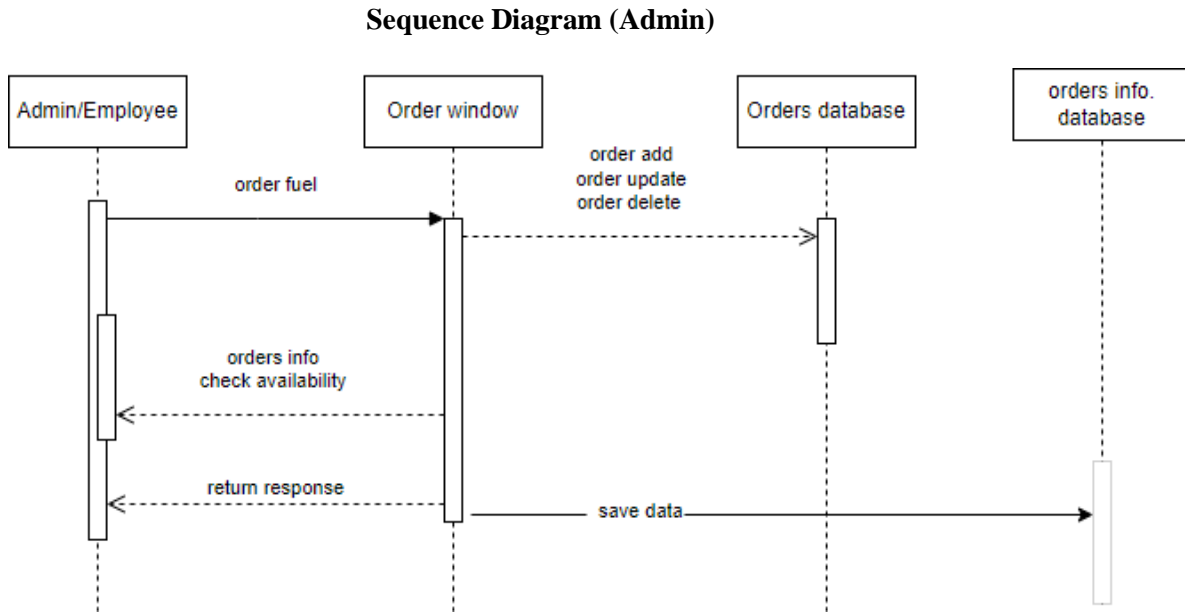 Sequence Diagram (Admin)
Admin/Employee
Order window
Orders database
orders info.
database
order fuel
order add
order update
order delete
orders info
check availability
return response
save data